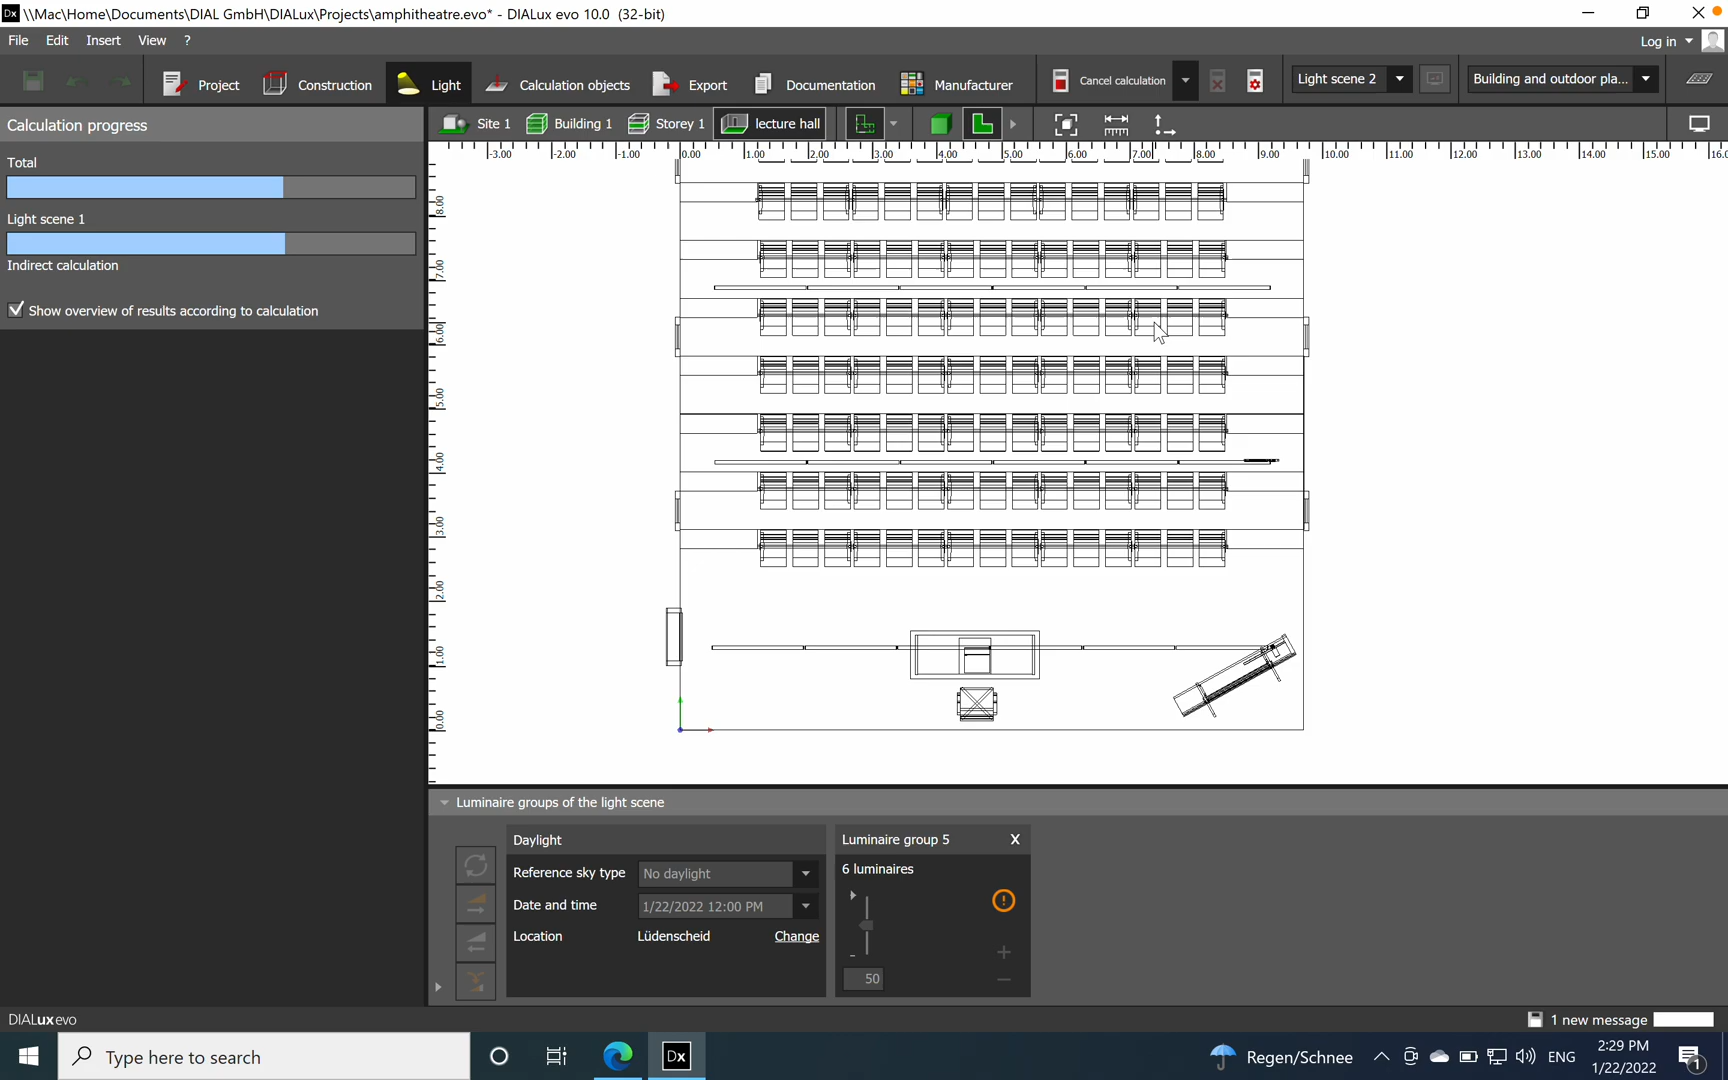 \\Mac\Home\Documents\DIAL GmbH\DIALux\Projects\amphitheatre.evo* - DIALux evo 10.0 (32-bit)
File Edit Insert View ?
Log in
Project Construction Light Calculation objects Export Documentation Manufacturer Cancel calculation Light scene 2 Building and outdoor pla...
Calculation progress
Site 1 Building 1 Storey 1 lecture hall
-3.00 -2.00 -1.00 0.00 1.00 2.00 3.00 4.00 5.00 6.00 7.00 8.00 9.00 10.00 11.00 12.00 13.00 14.00 15.00 16.0
Total
Light scene 1
Indirect calculation
Show overview of results according to calculation
8.00
7.00
6.00
5.00
4.00
3.00
2.00
1.00
0.00
Luminaire groups of the light scene
Daylight
Reference sky type No daylight
Date and time 1/22/2022 12:00 PM
Location Lüdenscheid Change
Luminaire group 5 X
6 luminaires
50
DIALux evo
1 new message
Type here to search
Dx
Regen/Schnee
ENG
2:29 PM
1/22/2022
1